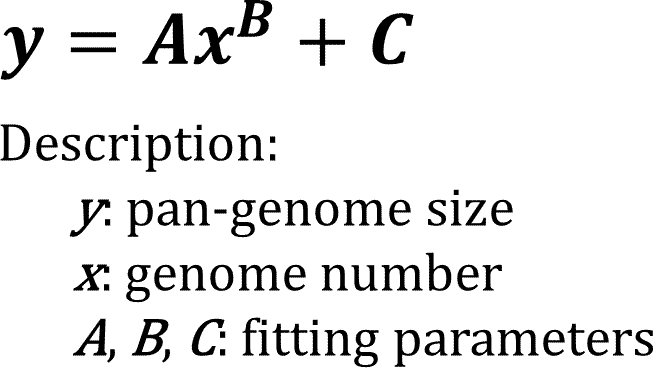 y = Ax^B + C
Description:
y: pan-genome size
x: genome number
A, B, C: fitting parameters